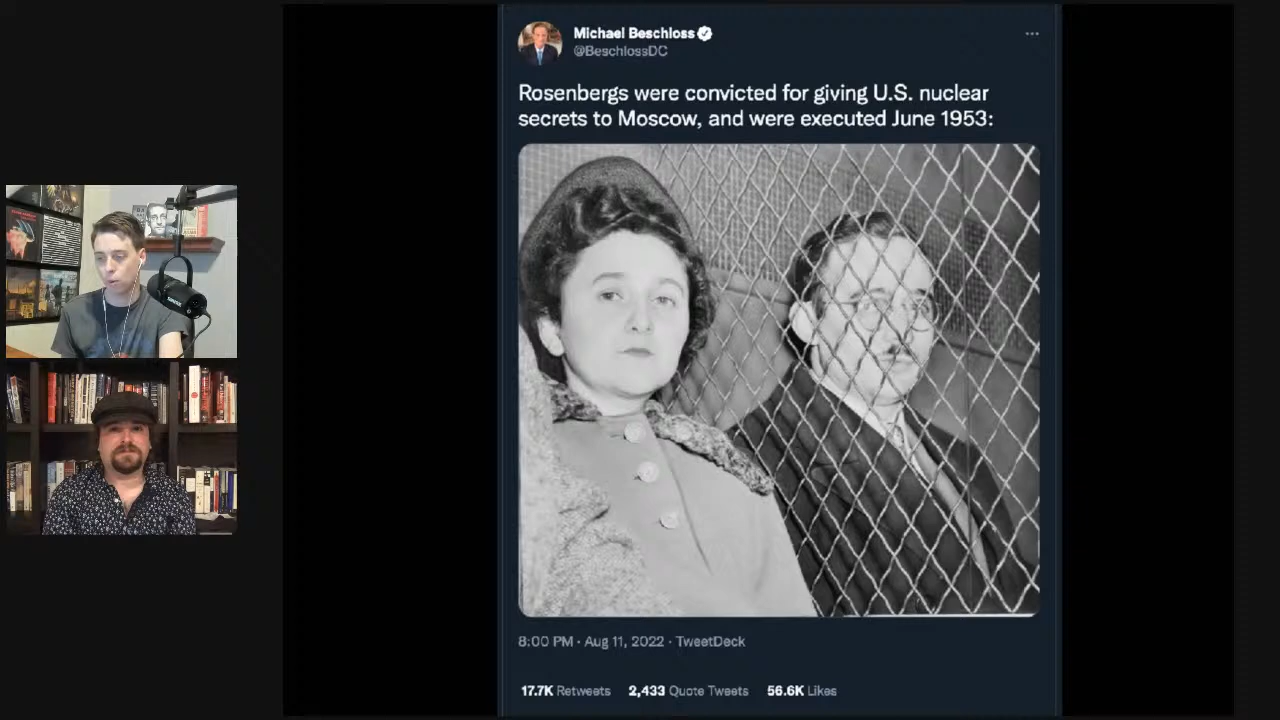 Michael Beschloss
@BeschlossDC
Rosenbergs were convicted for giving U.S. nuclear
secrets to Moscow, and were executed June 1953:
8:00 PM · Aug 11, 2022 · TweetDeck
17.7K Retweets 2,433 Quote Tweets 56.6K Likes